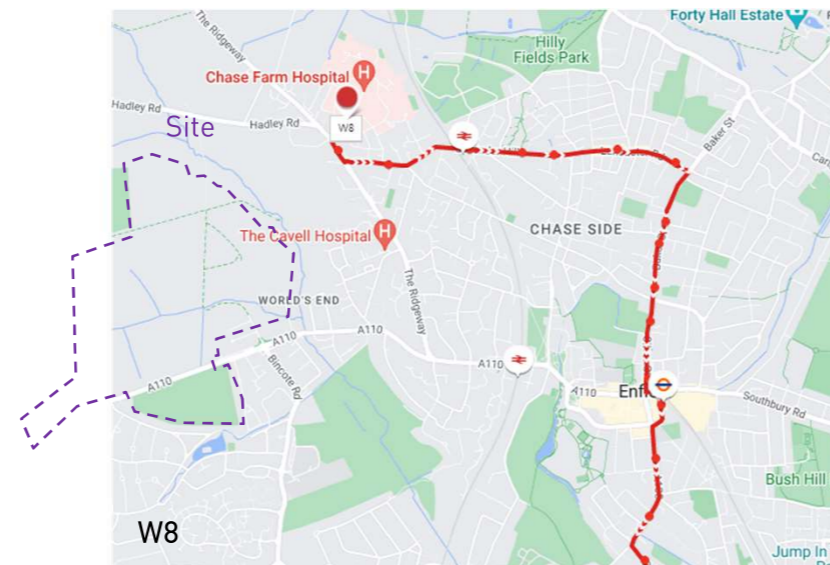 Forty Hall Estate
The Ridgeway
Hilly
Fields Park
Chase Farm Hospital
H
Hadley Rd
Site
Hadley Rd
W8
Baker St
CHASE SIDE
The Cavell Hospital
H
The Ridgeway
WORLD'S END
A110
A110
A110
A110
Bincote Rd
A110
Southbury Rd
Bush Hill
W8
Jump In